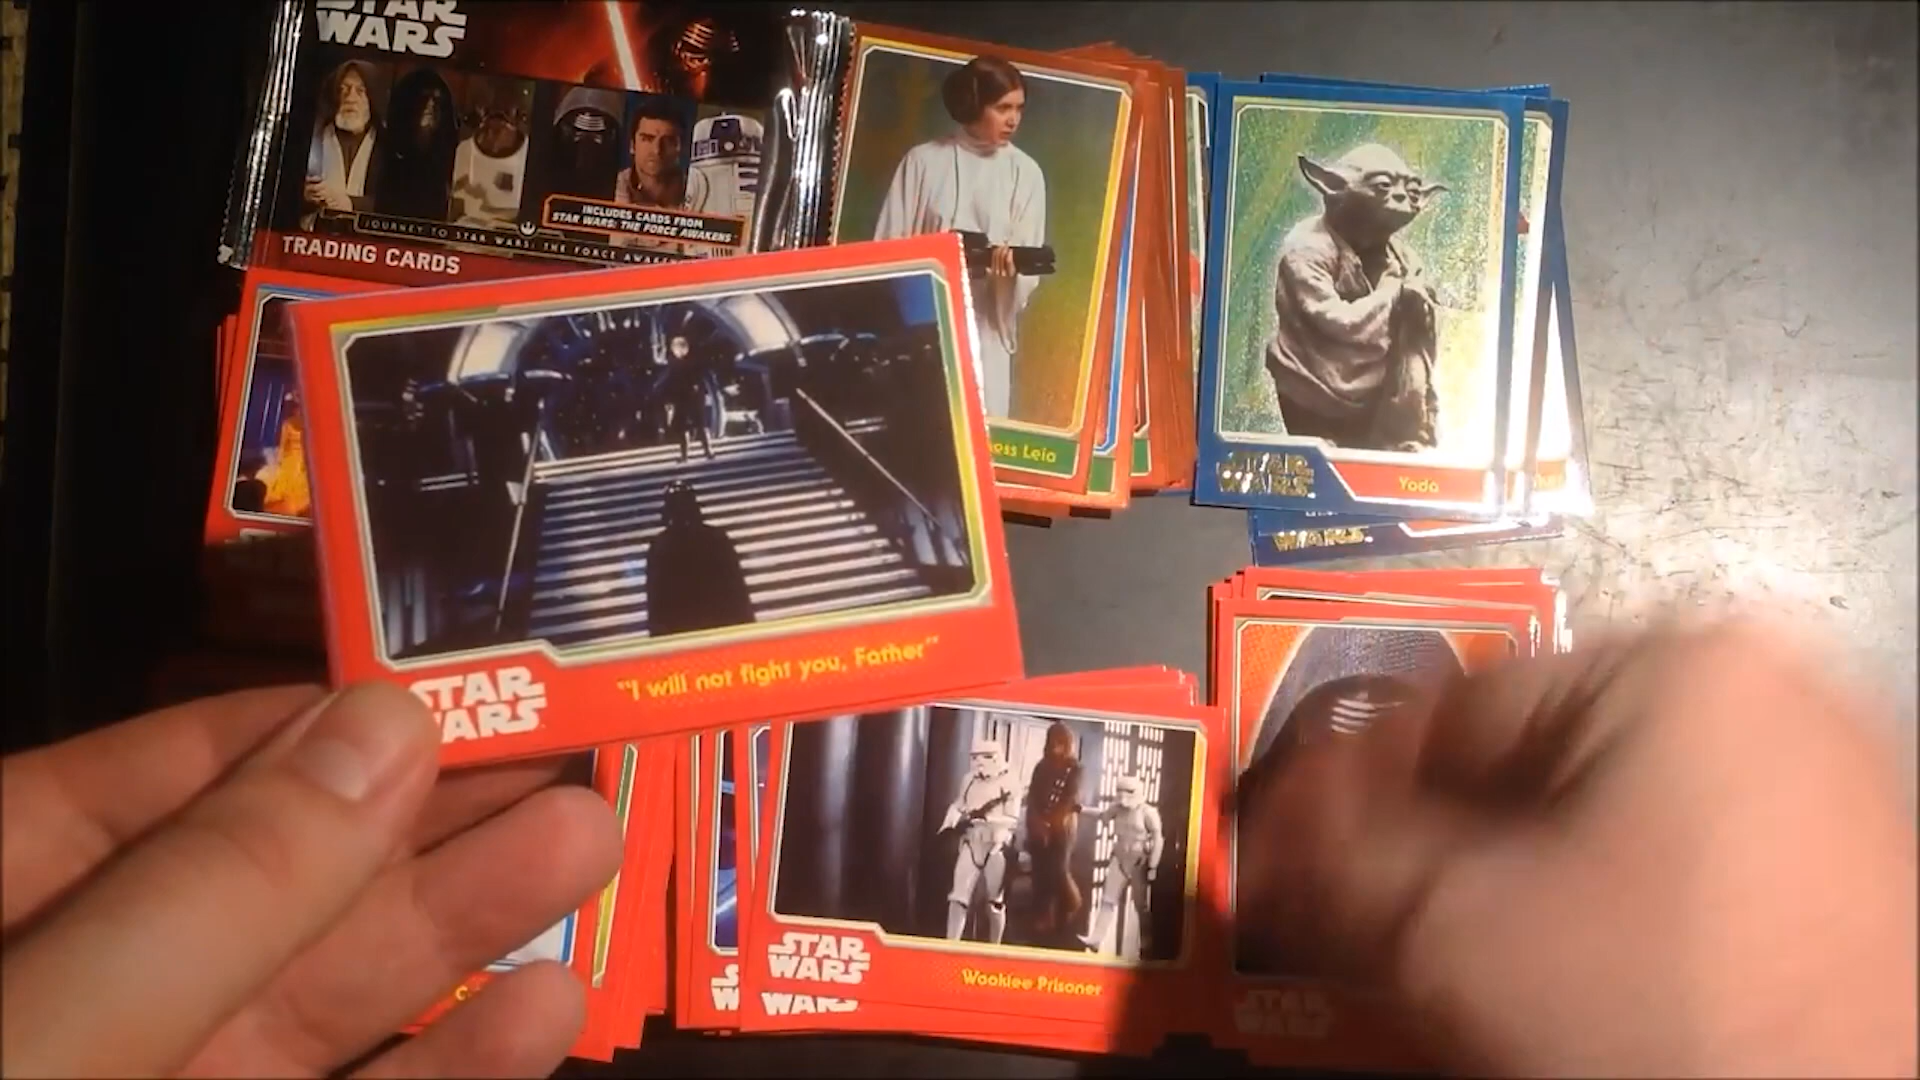 STAR
WARS
INCLUDES CARDS FROM
STAR WARS: THE FORCE AWAKENS
JOURNEY TO STAR WARS: THE FORCE AWAKE
TRADING CARDS
ess Leia
STAR
WARS
Yoda
WARS
"I will not fight you, Father"
STAR
WARS
STAR
WARS
Wookiee Prisoner
WARS
STAR
WARS